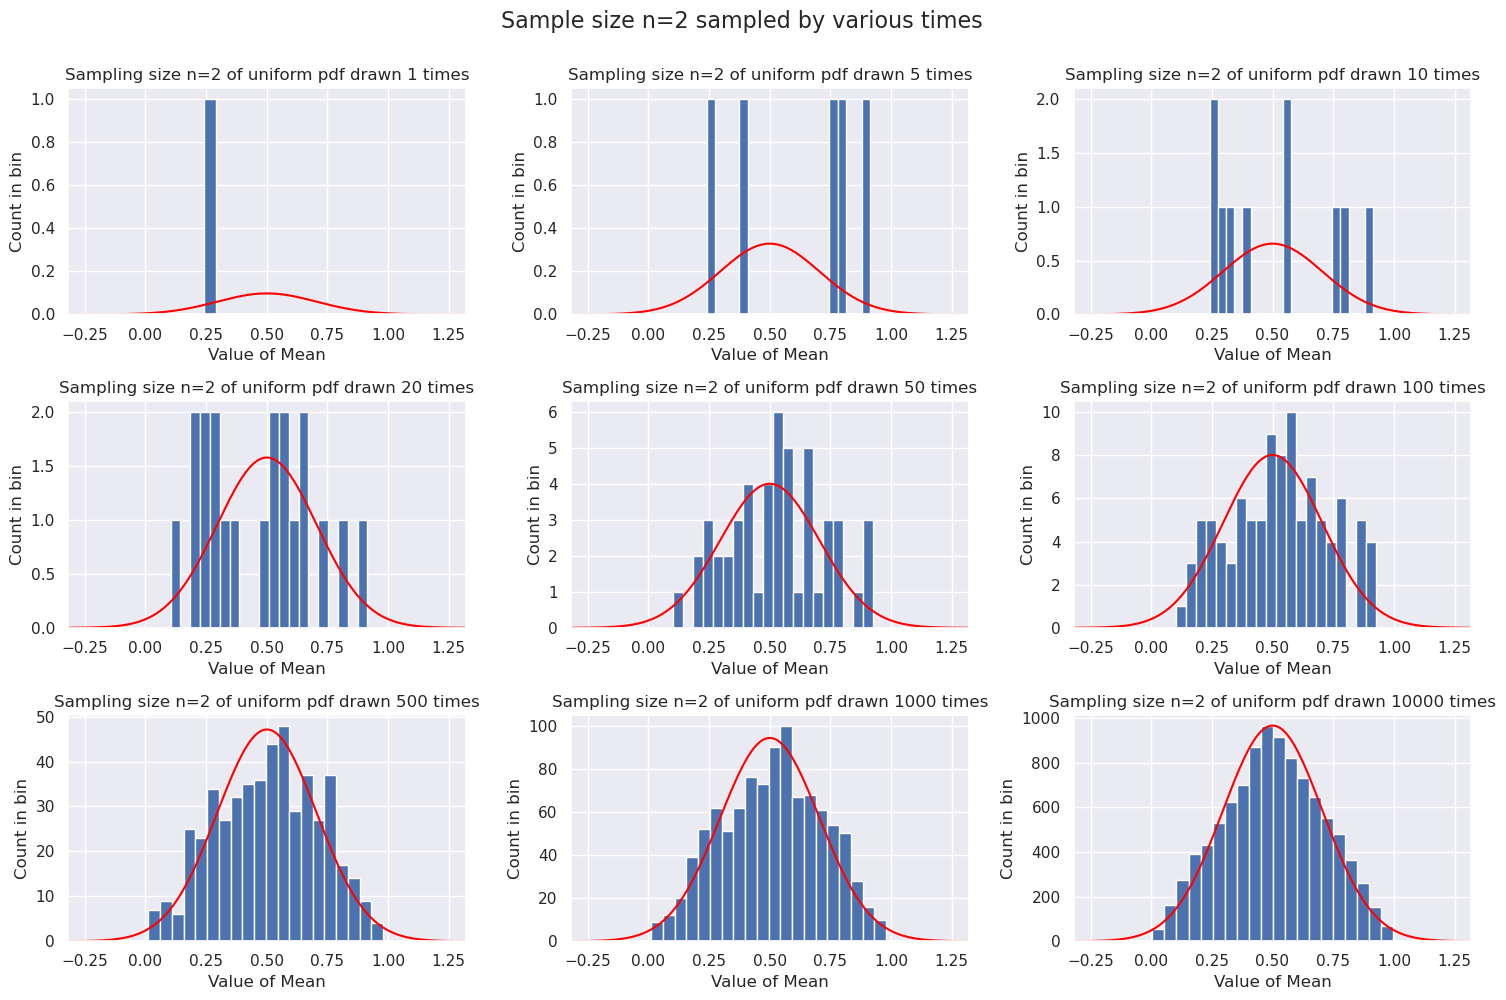 Sample size n=2 sampled by various times
Sampling size n=2 of uniform pdf drawn 1 times
Count in bin
1.0
0.8
0.6
0.4
0.2
0.0
−0.25 0.00 0.25 0.50 0.75 1.00 1.25
Value of Mean
Sampling size n=2 of uniform pdf drawn 5 times
Count in bin
1.0
0.8
0.6
0.4
0.2
0.0
−0.25 0.00 0.25 0.50 0.75 1.00 1.25
Value of Mean
Sampling size n=2 of uniform pdf drawn 10 times
Count in bin
2.0
1.5
1.0
0.5
0.0
−0.25 0.00 0.25 0.50 0.75 1.00 1.25
Value of Mean
Sampling size n=2 of uniform pdf drawn 20 times
Count in bin
2.0
1.5
1.0
0.5
0.0
−0.25 0.00 0.25 0.50 0.75 1.00 1.25
Value of Mean
Sampling size n=2 of uniform pdf drawn 50 times
Count in bin
6
5
4
3
2
1
0
−0.25 0.00 0.25 0.50 0.75 1.00 1.25
Value of Mean
Sampling size n=2 of uniform pdf drawn 100 times
Count in bin
10
8
6
4
2
0
−0.25 0.00 0.25 0.50 0.75 1.00 1.25
Value of Mean
Sampling size n=2 of uniform pdf drawn 500 times
Count in bin
50
40
30
20
10
0
−0.25 0.00 0.25 0.50 0.75 1.00 1.25
Value of Mean
Sampling size n=2 of uniform pdf drawn 1000 times
Count in bin
100
80
60
40
20
0
−0.25 0.00 0.25 0.50 0.75 1.00 1.25
Value of Mean
Sampling size n=2 of uniform pdf drawn 10000 times
Count in bin
1000
800
600
400
200
0
−0.25 0.00 0.25 0.50 0.75 1.00 1.25
Value of Mean